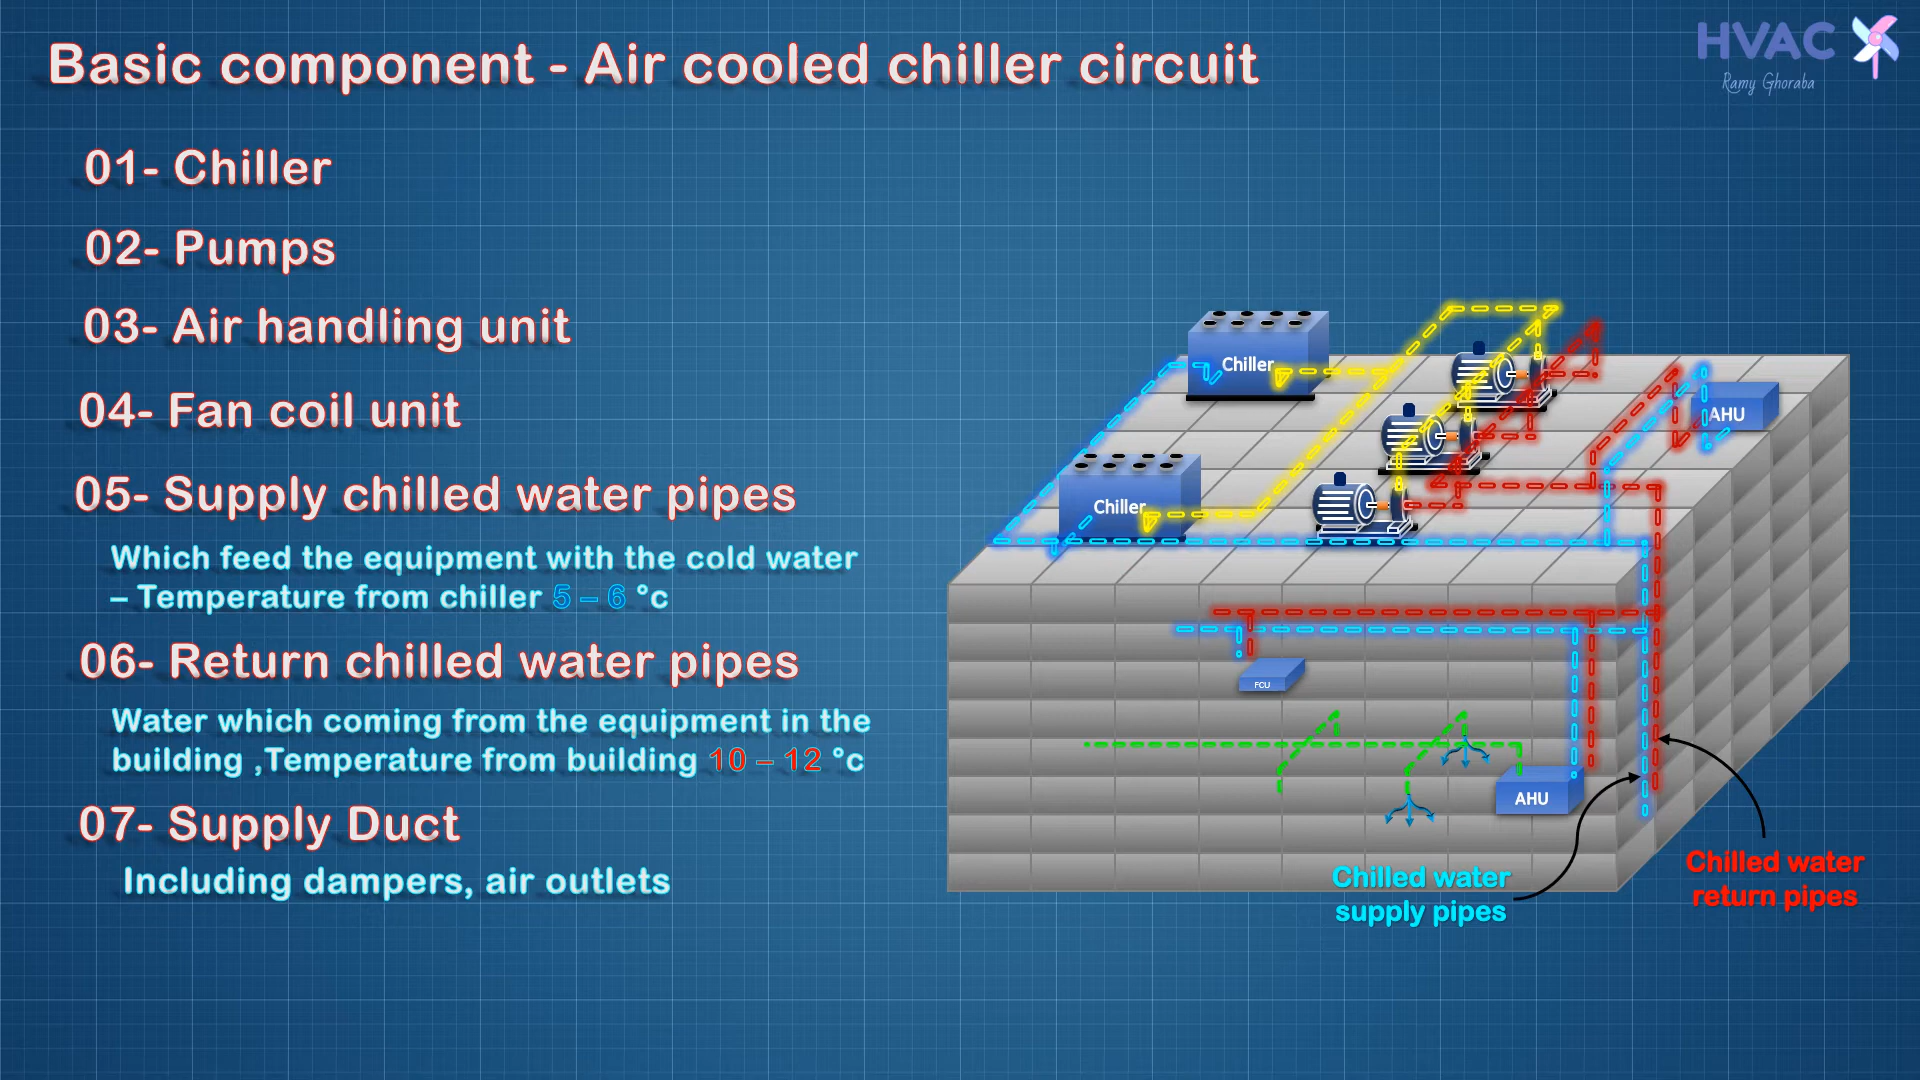 Basic component - Air cooled chiller circuit
HVAC
Ramy Ghoraba
01- Chiller
02- Pumps
03- Air handling unit
04- Fan coil unit
05- Supply chilled water pipes
Which feed the equipment with the cold water
– Temperature from chiller 5 – 6 °c
06- Return chilled water pipes
Water which coming from the equipment in the
building ,Temperature from building 10 – 12 °c
07- Supply Duct
Including dampers, air outlets
Chiller
AHU
Chiller
FCU
AHU
Chilled water
supply pipes
Chilled water
return pipes